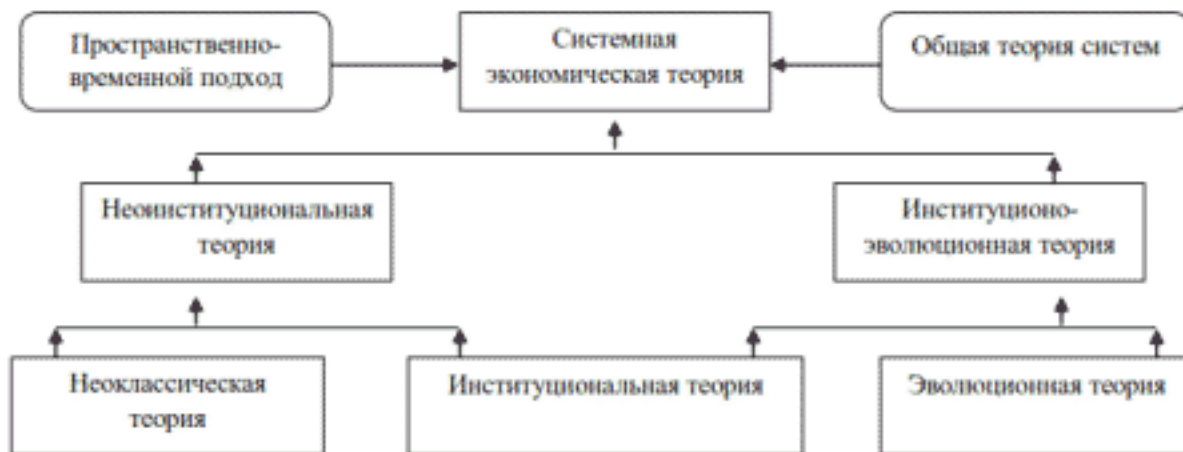 Пространственно-
временной подход
Системная
экономическая теория
Общая теория систем
Неоинституциональная
теория
Институционо-
эволюционная теория
Неоклассическая
теория
Институциональная теория
Эволюционная теория